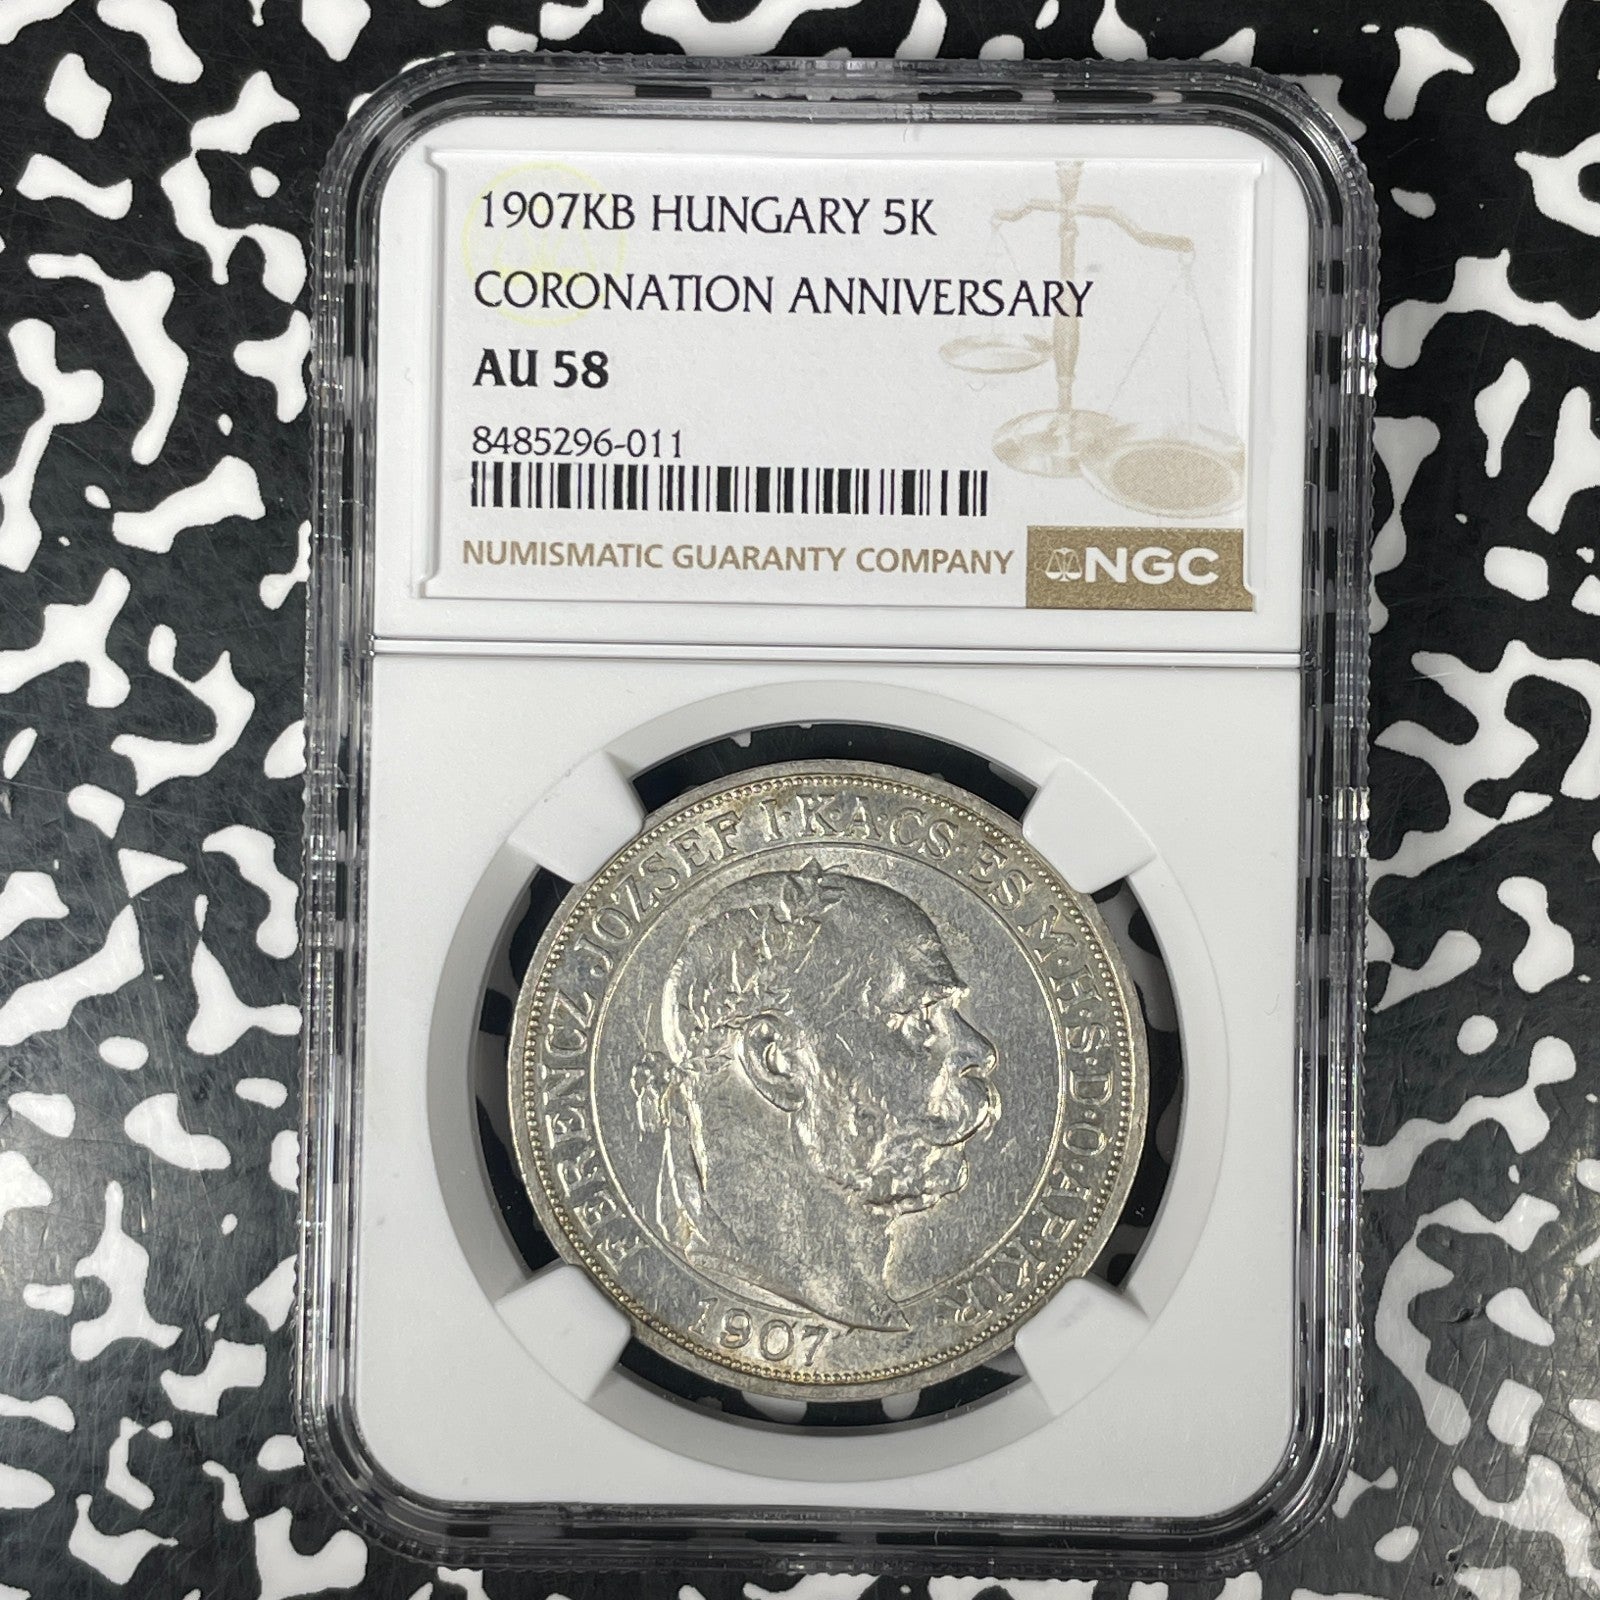 1907KB HUNGARY 5K
CORONATION ANNIVERSARY
AU 58
8485296-011
NUMISMATIC GUARANTY COMPANY
NGC
FERENCZ JÓZSEF I·K·A·CS·ÉS M·H·S·D·O·AP·KIR·
1907